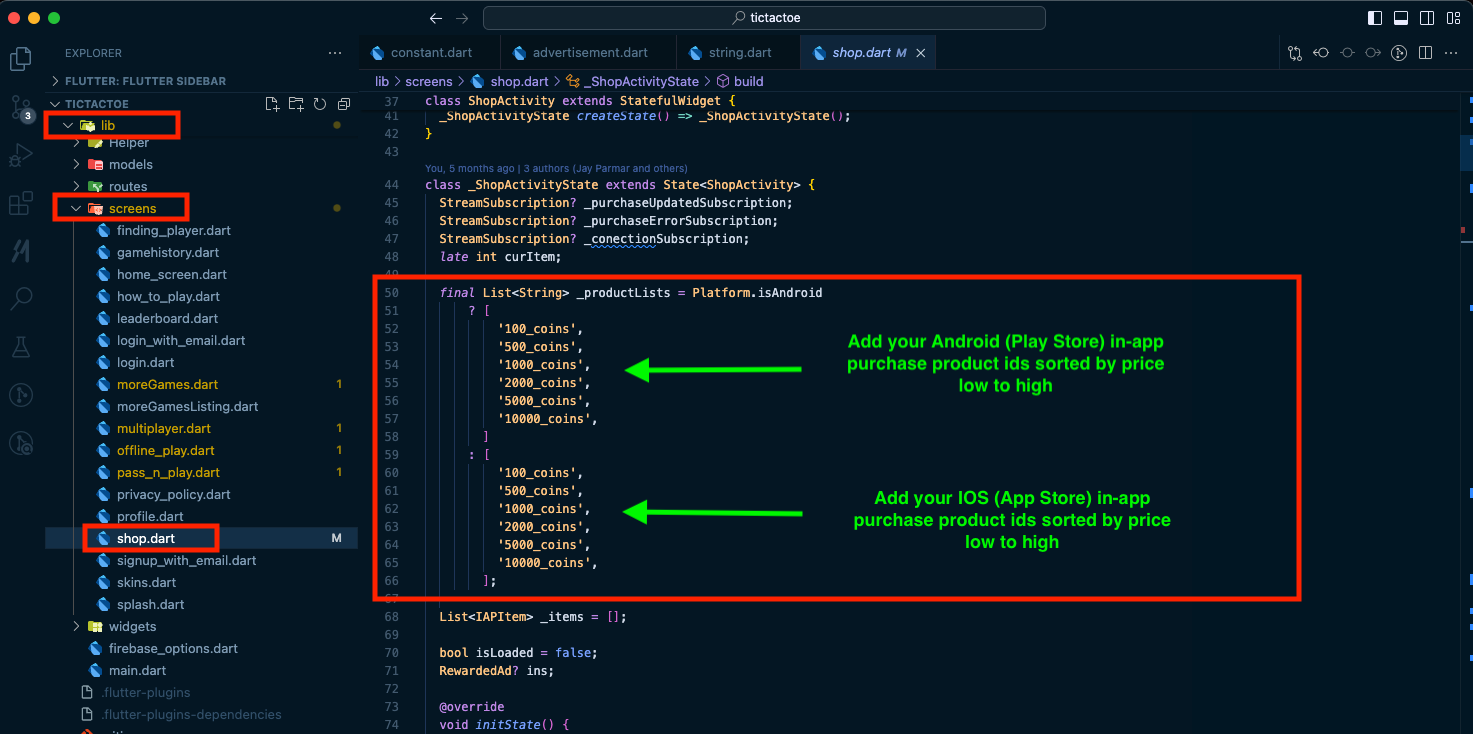 tictactoe
EXPLORER
constant.dart
advertisement.dart
string.dart
shop.dart M
FLUTTER: FLUTTER SIDEBAR
TICTACTOE
lib
Helper
models
routes
screens
finding_player.dart
gamehistory.dart
home_screen.dart
how_to_play.dart
leaderboard.dart
login_with_email.dart
login.dart
moreGames.dart 1
moreGamesListing.dart
multiplayer.dart 1
offline_play.dart 1
pass_n_play.dart 1
privacy_policy.dart
profile.dart
shop.dart M
signup_with_email.dart
skins.dart
splash.dart
widgets
firebase_options.dart
main.dart
.flutter-plugins
.flutter-plugins-dependencies
3
lib > screens > shop.dart > _ShopActivityState > build
37 class ShopActivity extends StatefulWidget {
41 _ShopActivityState createState() => _ShopActivityState();
42 }
43
You, 5 months ago | 3 authors (Jay Parmar and others)
44 class _ShopActivityState extends State<ShopActivity> {
45 StreamSubscription? _purchaseUpdatedSubscription;
46 StreamSubscription? _purchaseErrorSubscription;
47 StreamSubscription? _conectionSubscription;
48 late int curItem;
49
50 final List<String> _productLists = Platform.isAndroid
51 ? [
52 '100_coins',
53 '500_coins',
54 '1000_coins',
55 '2000_coins',
56 '5000_coins',
57 '10000_coins',
58 ]
59 : [
60 '100_coins',
61 '500_coins',
62 '1000_coins',
63 '2000_coins',
64 '5000_coins',
65 '10000_coins',
66 ];
67
68 List<IAPItem> _items = [];
69
70 bool isLoaded = false;
71 RewardedAd? ins;
72
73 @override
74 void initState() {
Add your Android (Play Store) in-app
purchase product ids sorted by price
low to high
Add your IOS (App Store) in-app
purchase product ids sorted by price
low to high